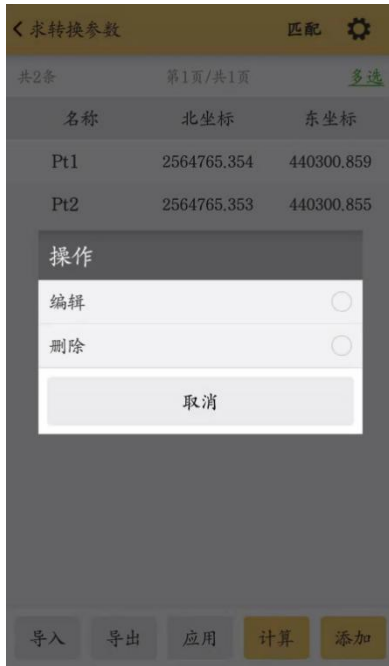 求转换参数 匹配
共2条 第1页/共1页 多选
名称 北坐标 东坐标
Pt1 2564765.354 440300.859
Pt2 2564765.353 440300.855
操作
编辑
删除
取消
导入 导出 应用 计算 添加